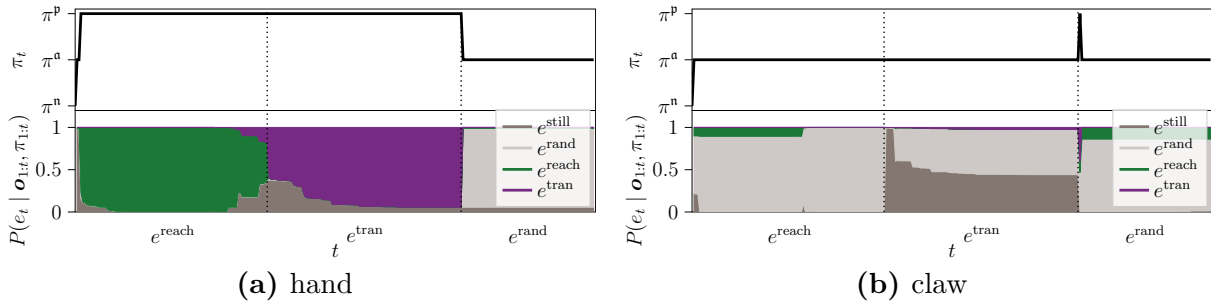 π^𝔭
π^𝔞
π^𝔫
π_t
1
0.5
0
P(e_t | o_{1:t}, π_{1:t})
e^still
e^rand
e^reach
e^tran
e^reach
e^tran
e^rand
t
(a) hand
π^𝔭
π^𝔞
π^𝔫
π_t
1
0.5
0
P(e_t | o_{1:t}, π_{1:t})
e^still
e^rand
e^reach
e^tran
e^reach
e^tran
e^rand
t
(b) claw